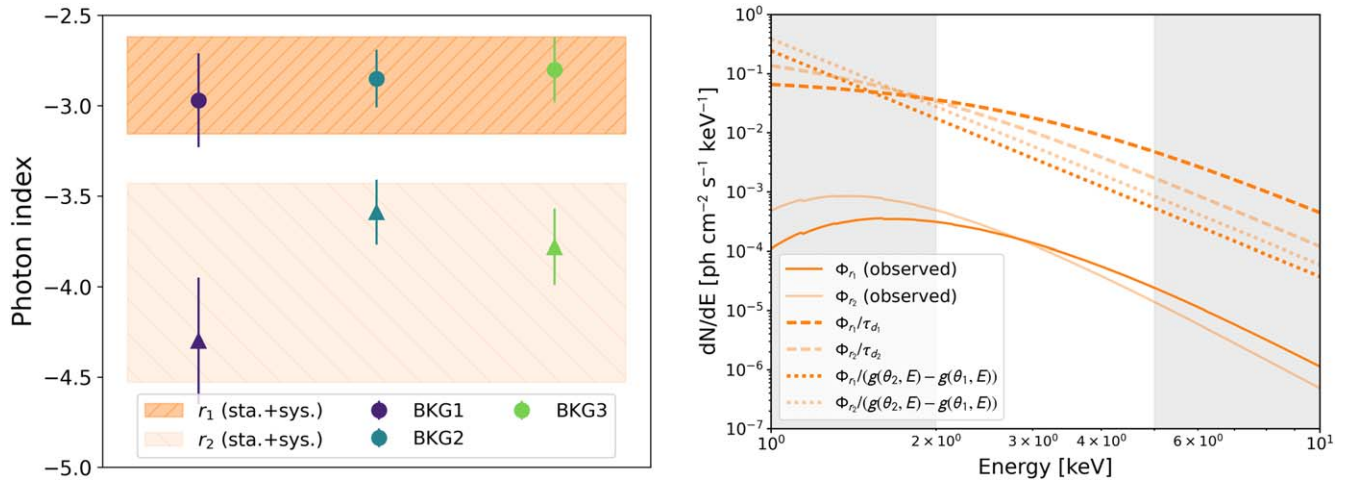 Photon index
−2.5
−3.0
−3.5
−4.0
−4.5
−5.0
r₁ (sta.+sys.)
r₂ (sta.+sys.)
BKG1
BKG2
BKG3
dN/dE [ph cm⁻² s⁻¹ keV⁻¹]
10⁰
10⁻¹
10⁻²
10⁻³
10⁻⁴
10⁻⁵
10⁻⁶
10⁻⁷
Φr₁ (observed)
Φr₂ (observed)
Φr₁/τd₁
Φr₂/τd₂
Φr₁/(g(θ₂, E) − g(θ₁, E))
Φr₂/(g(θ₂, E) − g(θ₁, E))
10⁰
2 × 10⁰
3 × 10⁰
4 × 10⁰
6 × 10⁰
10¹
Energy [keV]